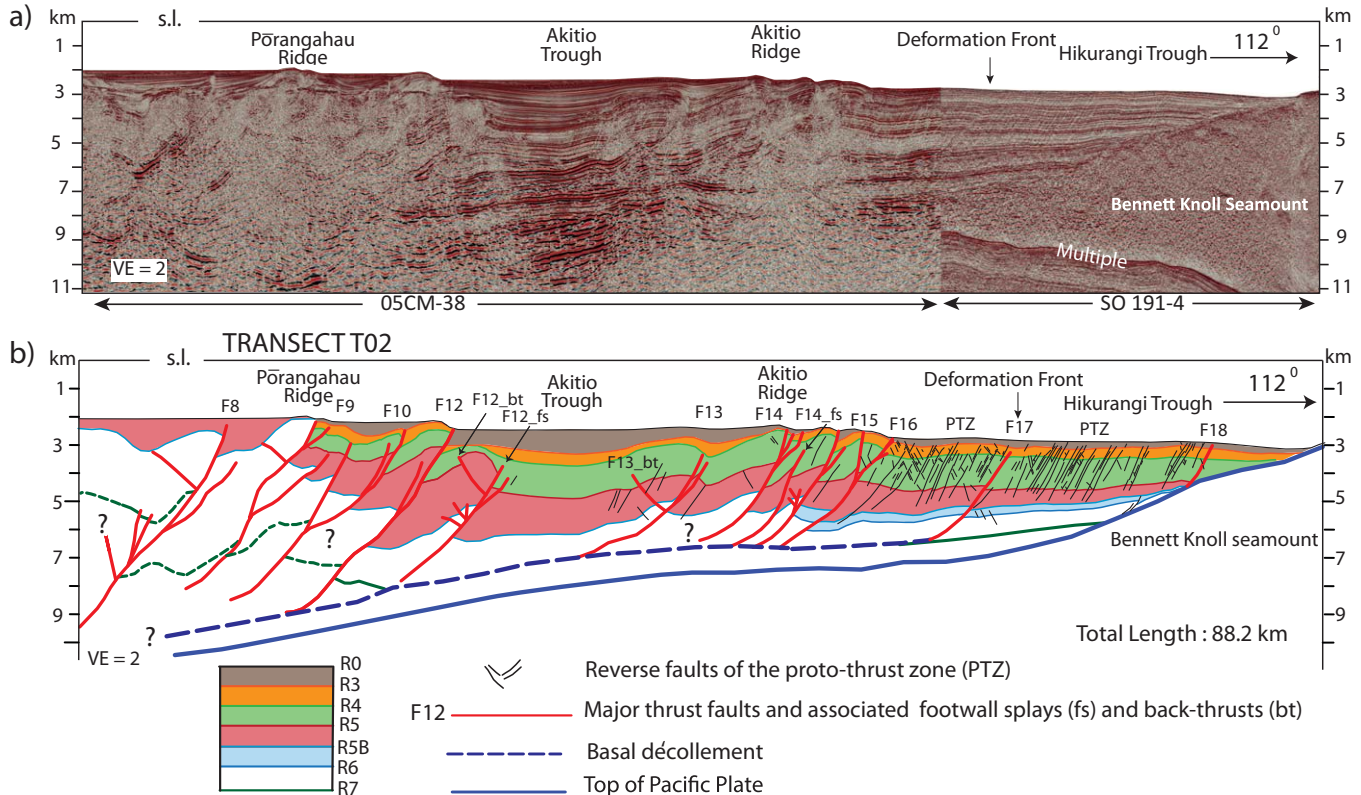 a)
km
s.l.
km
Pōrangahau
Ridge
Akitio
Trough
Akitio
Ridge
Deformation Front
Hikurangi Trough
112⁰
1
3
5
7
9
11
1
3
5
7
9
11
Bennett Knoll Seamount
Multiple
VE = 2
05CM-38
SO 191-4
b)
TRANSECT T02
km
s.l.
km
Pōrangahau
Ridge
Akitio
Trough
Akitio
Ridge
Deformation Front
Hikurangi Trough
112⁰
F8
F9
F10
F12
F12_bt
F12_fs
F13
F13_bt
F14
F14_fs
F15
F16
PTZ
F17
PTZ
F18
1
3
5
7
9
1
3
5
7
9
?
?
?
?
Bennett Knoll seamount
Total Length : 88.2 km
VE = 2
R0
R3
R4
R5
R5B
R6
R7
Reverse faults of the proto-thrust zone (PTZ)
F12 Major thrust faults and associated footwall splays (fs) and back-thrusts (bt)
Basal décollement
Top of Pacific Plate